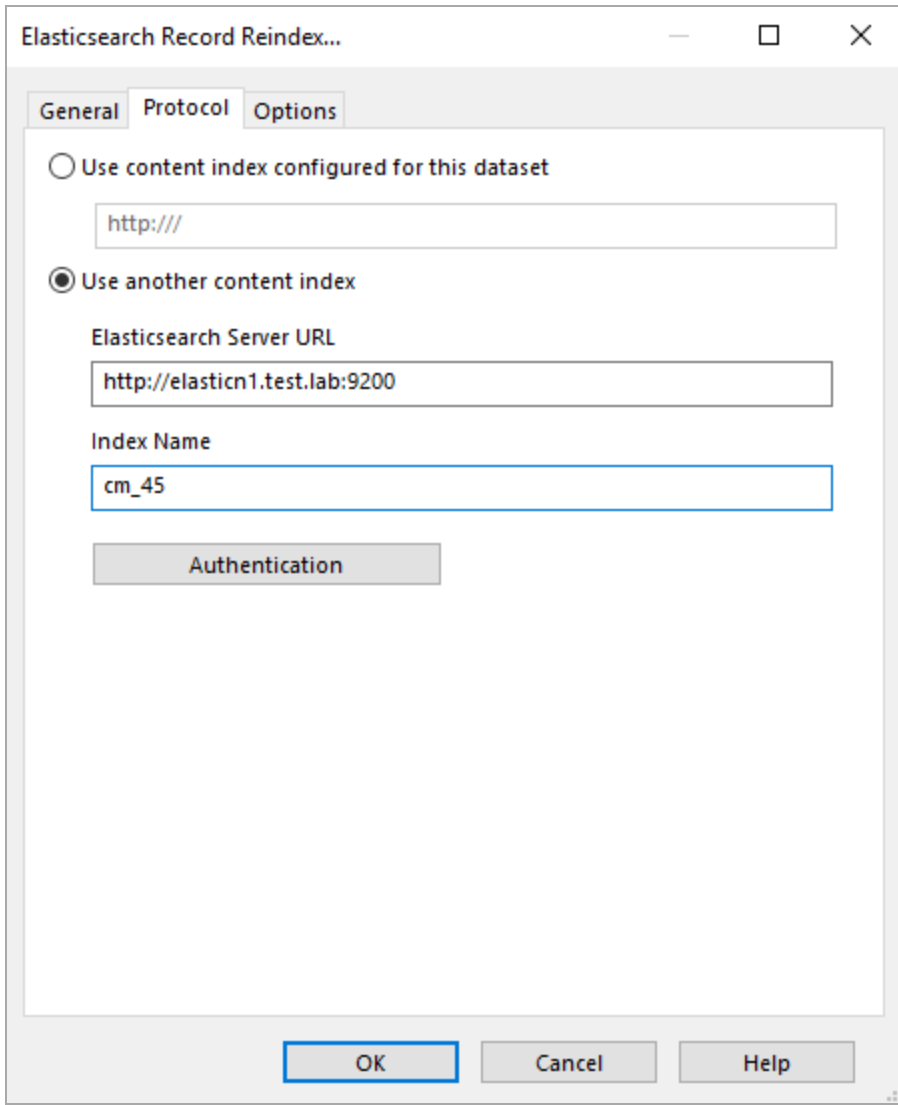 Elasticsearch Record Reindex...
General Protocol Options
Use content index configured for this dataset
http:///
Use another content index
Elasticsearch Server URL
http://elasticn1.test.lab:9200
Index Name
cm_45
Authentication
OK Cancel Help